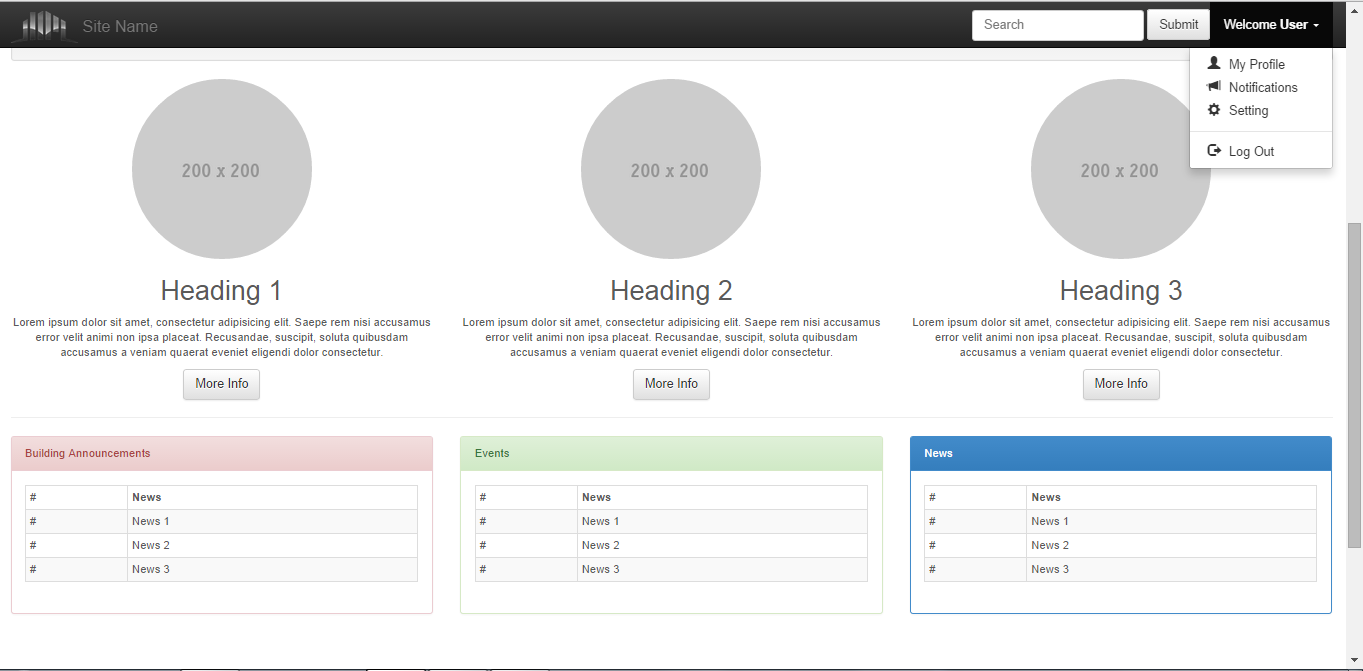 Site Name
Search
Submit
Welcome User
My Profile
Notifications
Setting
Log Out
200 x 200
200 x 200
200 x 200
Heading 1
Lorem ipsum dolor sit amet, consectetur adipisicing elit. Saepe rem nisi accusamus
error velit animi non ipsa placeat. Recusandae, suscipit, soluta quibusdam
accusamus a veniam quaerat eveniet eligendi dolor consectetur.
More Info
Heading 2
Lorem ipsum dolor sit amet, consectetur adipisicing elit. Saepe rem nisi accusamus
error velit animi non ipsa placeat. Recusandae, suscipit, soluta quibusdam
accusamus a veniam quaerat eveniet eligendi dolor consectetur.
More Info
Heading 3
Lorem ipsum dolor sit amet, consectetur adipisicing elit. Saepe rem nisi accusamus
error velit animi non ipsa placeat. Recusandae, suscipit, soluta quibusdam
accusamus a veniam quaerat eveniet eligendi dolor consectetur.
More Info
Building Announcements
# News
# News 1
# News 2
# News 3
Events
# News
# News 1
# News 2
# News 3
News
# News
# News 1
# News 2
# News 3